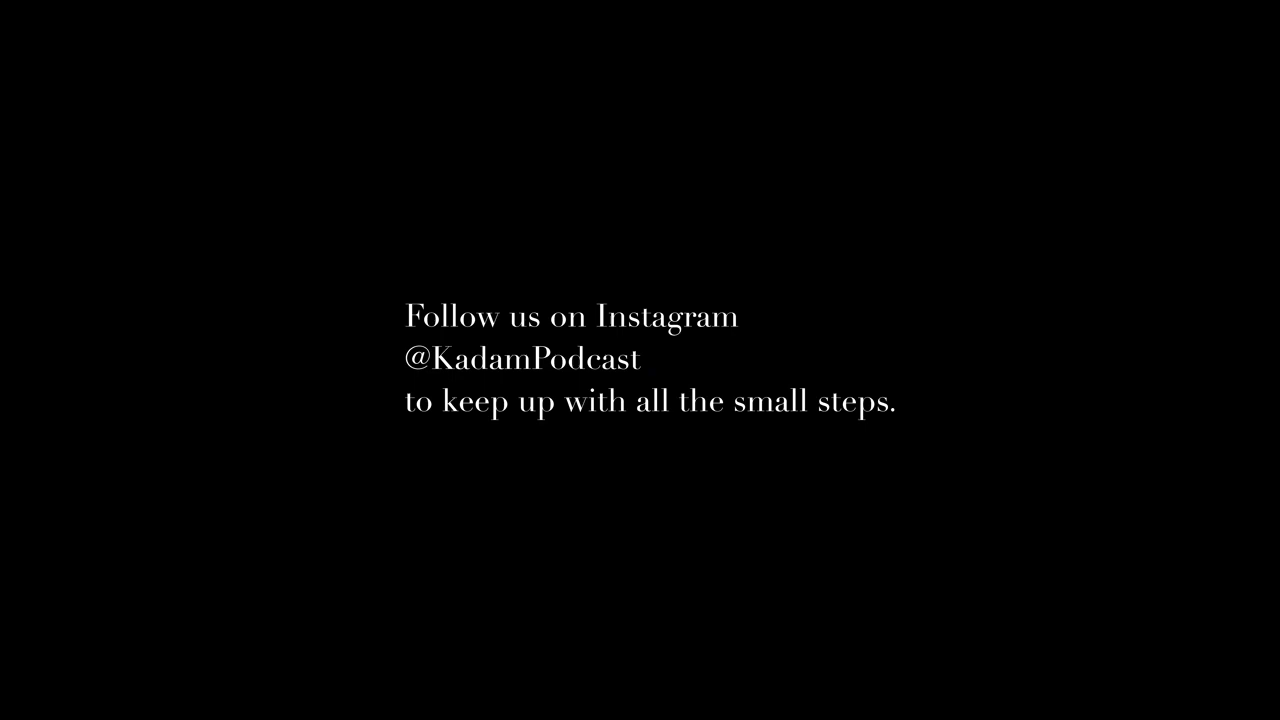 Follow us on Instagram
@KadamPodcast
to keep up with all the small steps.